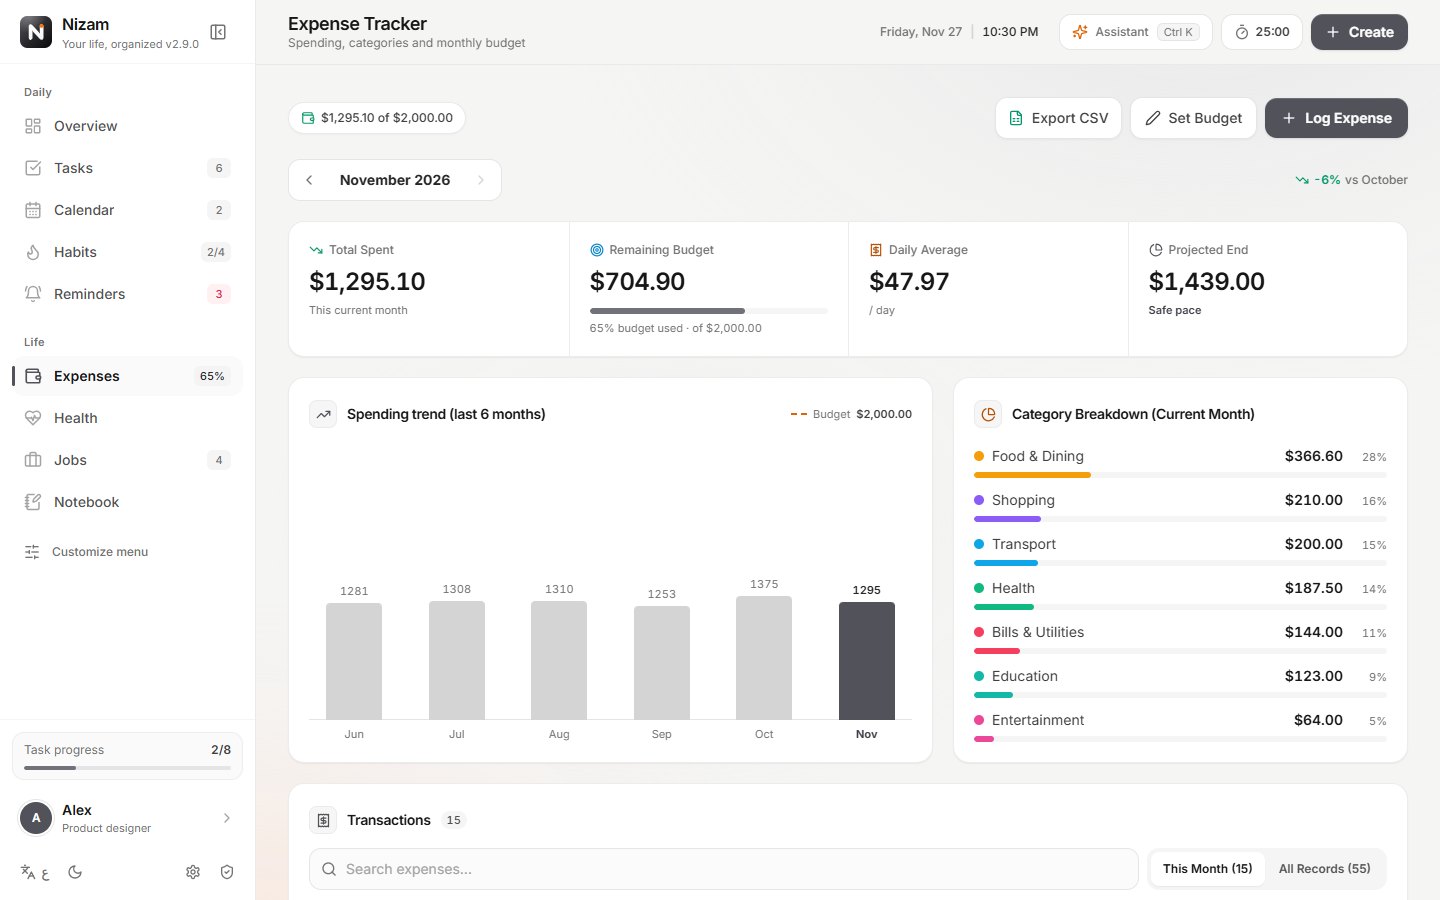 Nizam
Your life, organized v2.9.0
Daily
Overview
Tasks 6
Calendar 2
Habits 2/4
Reminders 3
Life
Expenses 65%
Health
Jobs 4
Notebook
Customize menu
Task progress 2/8
A
Alex
Product designer
ع
Expense Tracker
Spending, categories and monthly budget
Friday, Nov 27 | 10:30 PM
Assistant Ctrl K
25:00
Create
$1,295.10 of $2,000.00
Export CSV
Set Budget
Log Expense
November 2026
-6% vs October
Total Spent
$1,295.10
This current month
Remaining Budget
$704.90
65% budget used · of $2,000.00
Daily Average
$47.97
/ day
Projected End
$1,439.00
Safe pace
Spending trend (last 6 months)
Budget $2,000.00
1281 1308 1310 1253 1375 1295
Jun Jul Aug Sep Oct Nov
Category Breakdown (Current Month)
Food & Dining $366.60 28%
Shopping $210.00 16%
Transport $200.00 15%
Health $187.50 14%
Bills & Utilities $144.00 11%
Education $123.00 9%
Entertainment $64.00 5%
Transactions 15
Search expenses...
This Month (15)
All Records (55)